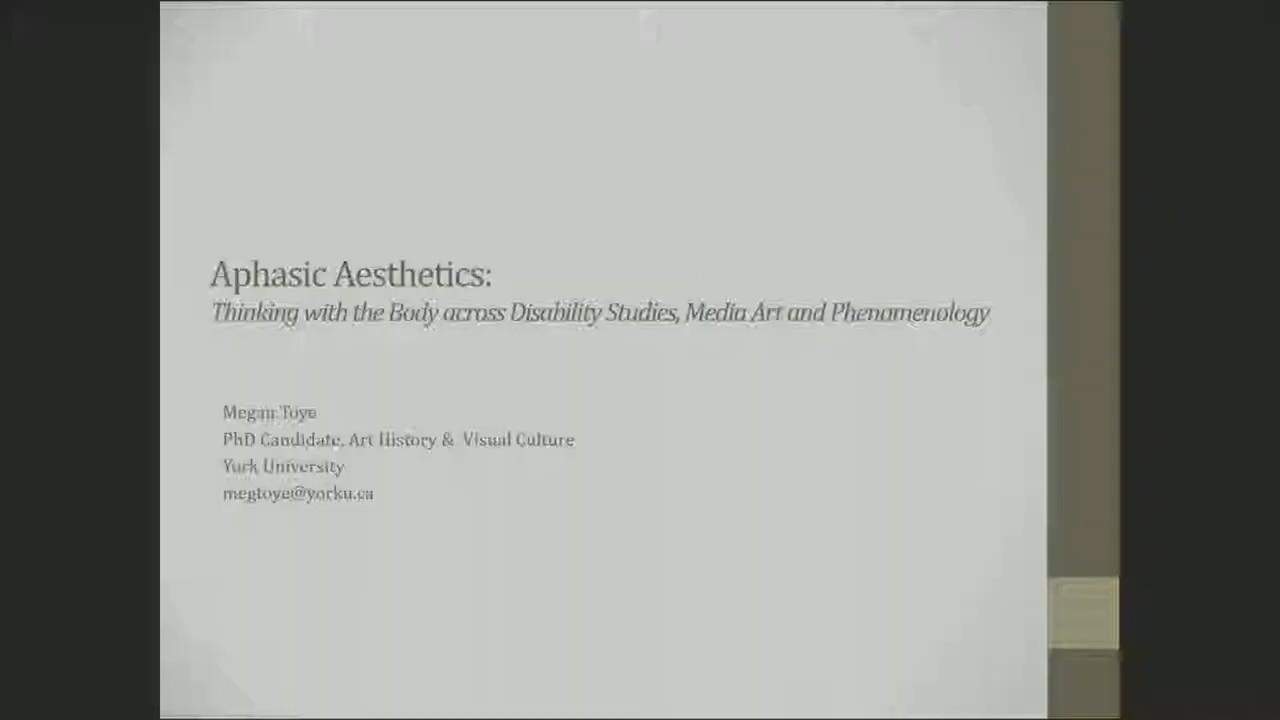 Aphasic Aesthetics:
Thinking with the Body across Disability Studies, Media Art and Phenomenology
Megan Toye
PhD Candidate, Art History & Visual Culture
York University
megtoye@yorku.ca